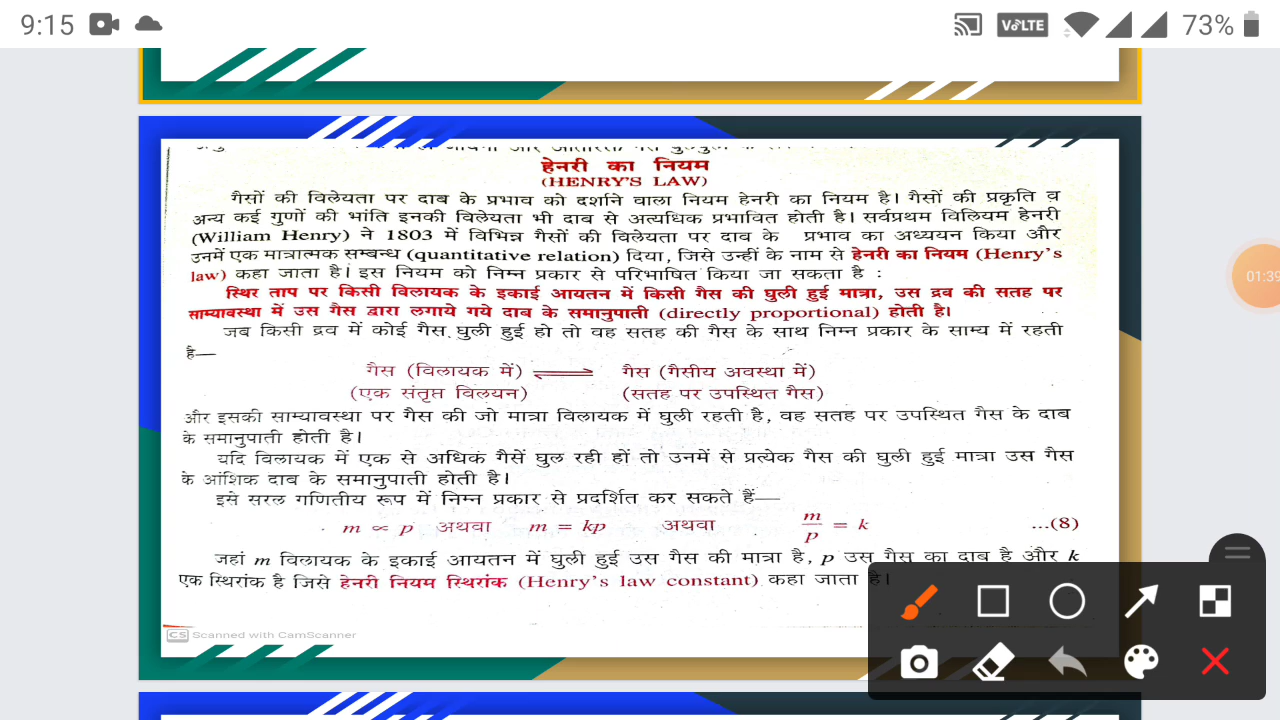 9:15
VoLTE
73%
हेनरी का नियम
(HENRY'S LAW)
गैसों की विलेयता पर दाब के प्रभाव को दर्शाने वाला नियम हेनरी का नियम है। गैसों की प्रकृति व
अन्य कई गुणों की भांति इनकी विलेयता भी दाब से अत्यधिक प्रभावित होती है। सर्वप्रथम विलियम हेनरी
(William Henry) ने 1803 में विभिन्न गैसों की विलेयता पर दाब के प्रभाव का अध्ययन किया और
उनमें एक मात्रात्मक सम्बन्ध (quantitative relation) दिया, जिसे उन्हीं के नाम से हेनरी का नियम (Henry's
law) कहा जाता है। इस नियम को निम्न प्रकार से परिभाषित किया जा सकता है :
स्थिर ताप पर किसी विलायक के इकाई आयतन में किसी गैस की घुली हुई मात्रा, उस द्रव की सतह पर
साम्यावस्था में उस गैस द्वारा लगाये गये दाब के समानुपाती (directly proportional) होती है।
जब किसी द्रव में कोई गैस घुली हुई हो तो वह सतह की गैस के साथ निम्न प्रकार के साम्य में रहती
है—
गैस (विलायक में) ⇌ गैस (गैसीय अवस्था में)
(एक संतृप्त विलयन) (सतह पर उपस्थित गैस)
और इसकी साम्यावस्था पर गैस की जो मात्रा विलायक में घुली रहती है, वह सतह पर उपस्थित गैस के दाब
के समानुपाती होती है।
यदि विलायक में एक से अधिक गैसें घुल रही हों तो उनमें से प्रत्येक गैस की घुली हुई मात्रा उस गैस
के आंशिक दाब के समानुपाती होती है।
इसे सरल गणितीय रूप में निम्न प्रकार से प्रदर्शित कर सकते हैं—
m ∝ p अथवा m = kp अथवा m/p = k ...(8)
जहां m विलायक के इकाई आयतन में घुली हुई उस गैस की मात्रा है, p उस गैस का दाब है और k
एक स्थिरांक है जिसे हेनरी नियम स्थिरांक (Henry's law constant) कहा जाता है।
CS Scanned with CamScanner
01:39